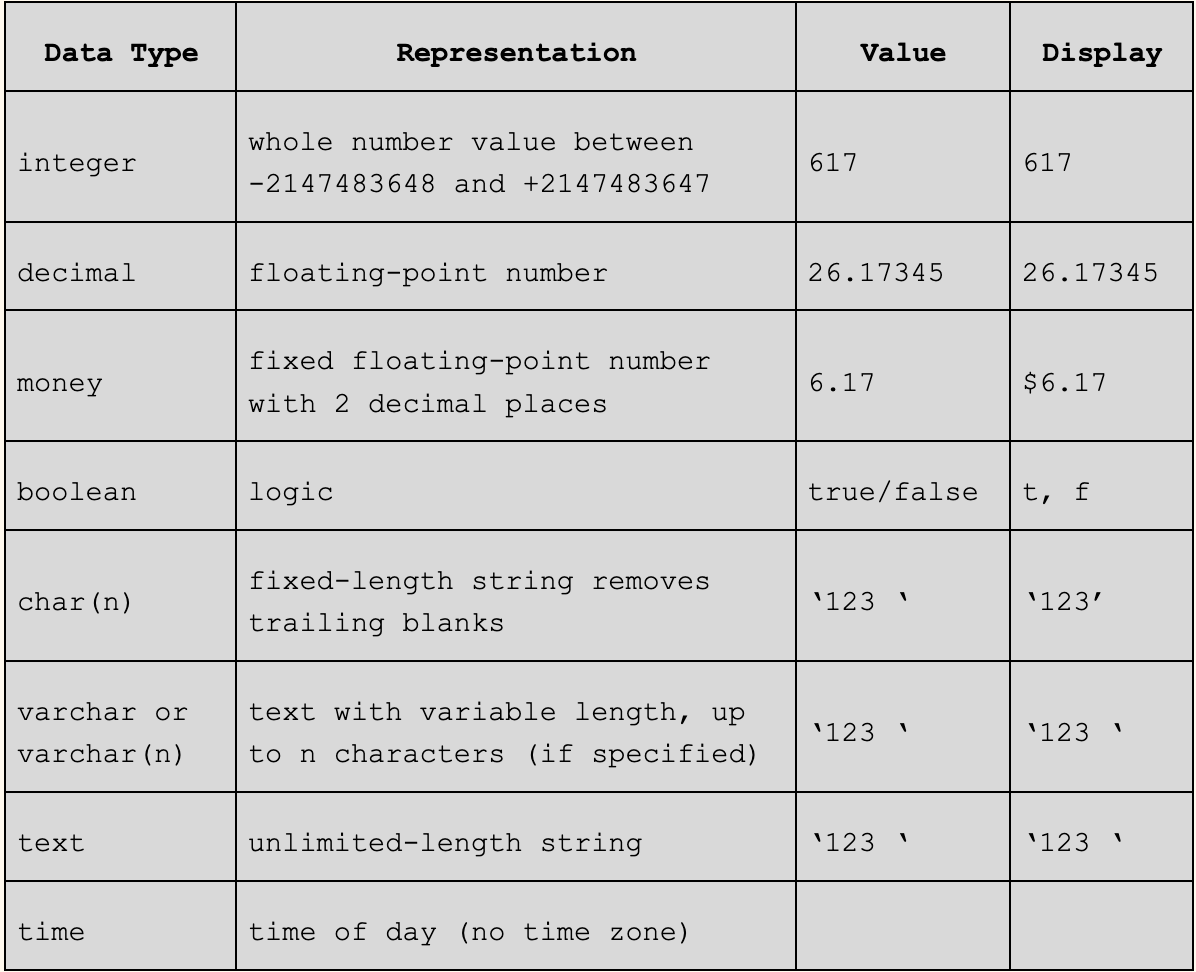 Data Type Representation Value Display
integer whole number value between -2147483648 and +2147483647 617 617
decimal floating-point number 26.17345 26.17345
money fixed floating-point number with 2 decimal places 6.17 $6.17
boolean logic true/false t, f
char(n) fixed-length string removes trailing blanks ‘123 ‘ ‘123’
varchar or varchar(n) text with variable length, up to n characters (if specified) ‘123 ‘ ‘123 ‘
text unlimited-length string ‘123 ‘ ‘123 ‘
time time of day (no time zone)